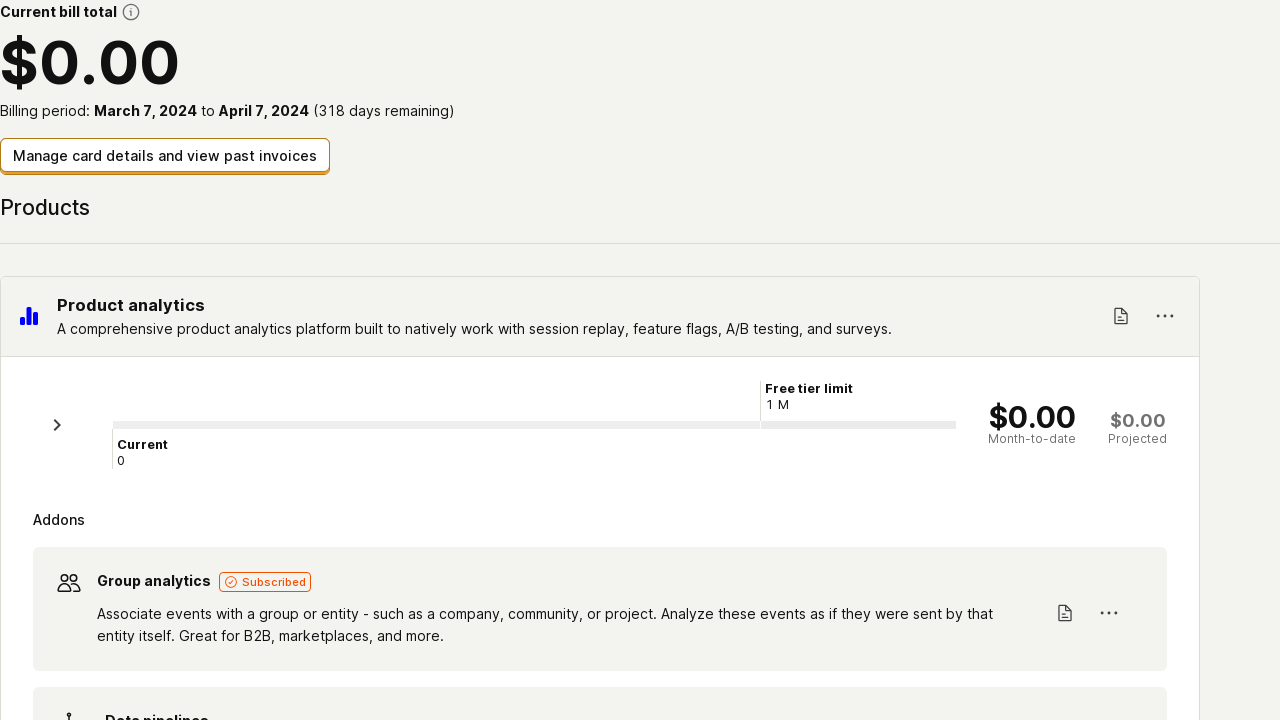 Current bill total
$0.00
Billing period: March 7, 2024 to April 7, 2024 (318 days remaining)
Manage card details and view past invoices
Products
Product analytics
A comprehensive product analytics platform built to natively work with session replay, feature flags, A/B testing, and surveys.
Free tier limit
1 M
Current
0
$0.00
Month-to-date
$0.00
Projected
Addons
Group analytics
Subscribed
Associate events with a group or entity - such as a company, community, or project. Analyze these events as if they were sent by that
entity itself. Great for B2B, marketplaces, and more.
Data pipelines